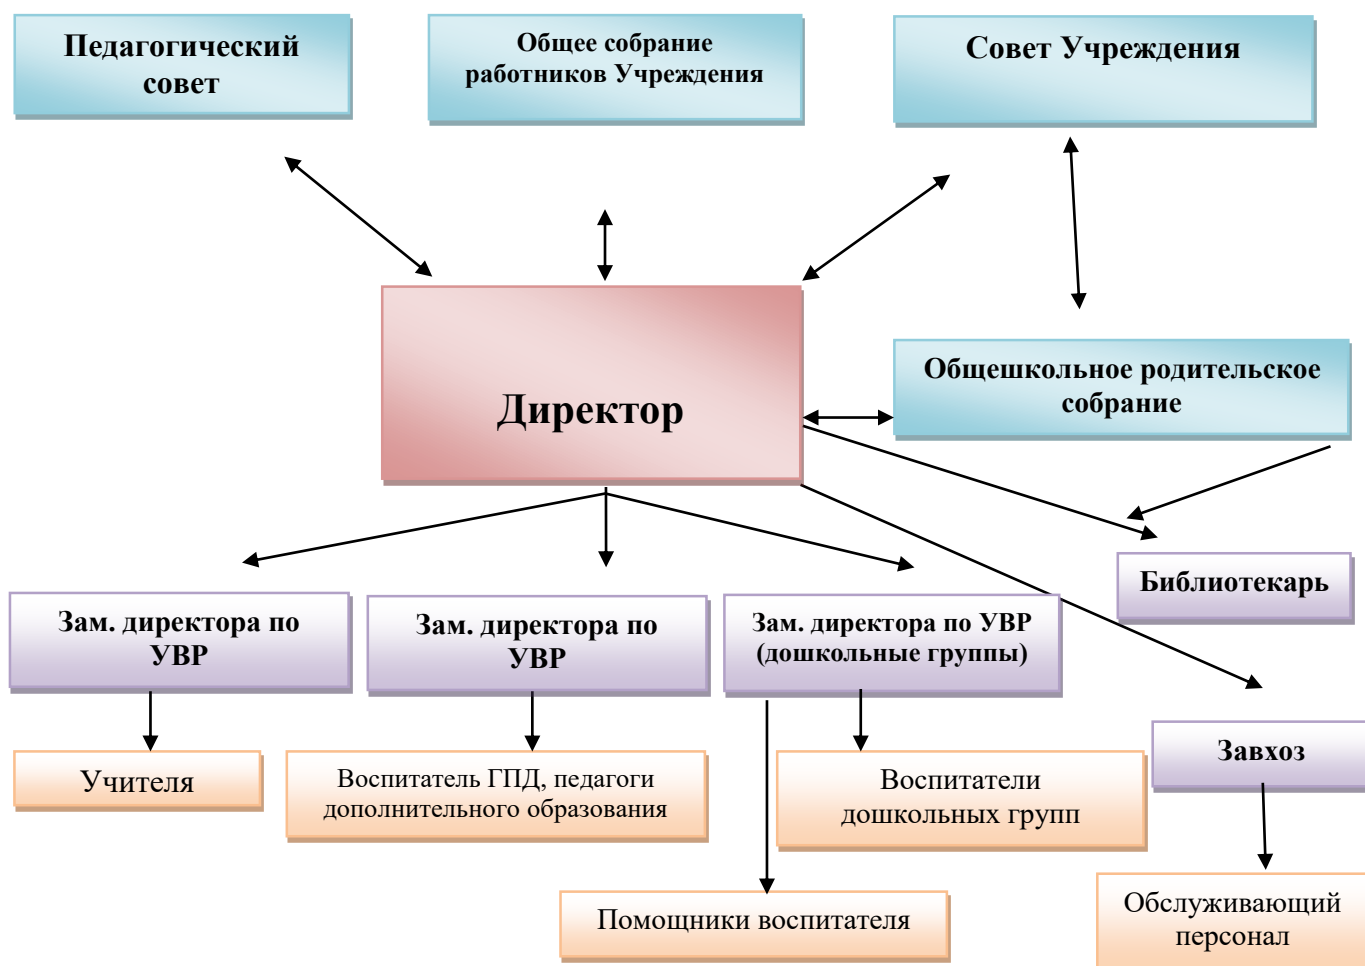 Педагогический
совет
Общее собрание
работников Учреждения
Совет Учреждения
Общешкольное родительское
собрание
Директор
Библиотекарь
Зам. директора по
УВР
Зам. директора по
УВР
Зам. директора по УВР
(дошкольные группы)
Завхоз
Учителя
Воспитатель ГПД, педагоги
дополнительного образования
Воспитатели
дошкольных групп
Помощники воспитателя
Обслуживающий
персонал